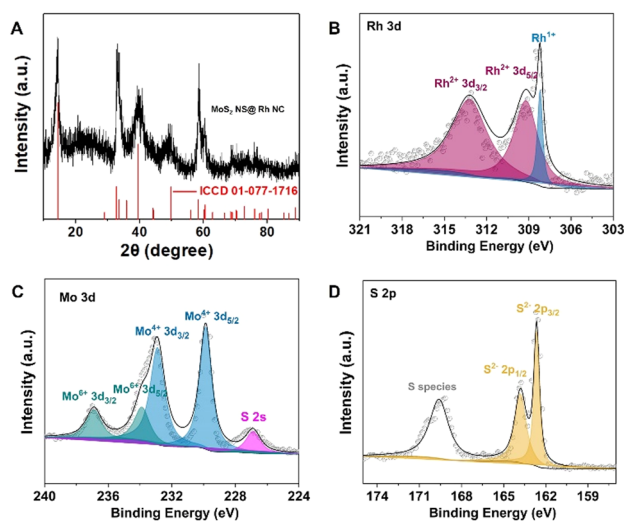 A
Intensity (a.u.)
MoS₂ NS@ Rh NC
ICCD 01-077-1716
20 40 60 80
2θ (degree)
B
Rh 3d
Intensity (a.u.)
Rh¹⁺
Rh²⁺ 3d₅/₂
Rh²⁺ 3d₃/₂
321 318 315 312 309 306 303
Binding Energy (eV)
C
Mo 3d
Intensity (a.u.)
Mo⁴⁺ 3d₅/₂
Mo⁴⁺ 3d₃/₂
Mo⁶⁺ 3d₅/₂
Mo⁶⁺ 3d₃/₂
S 2s
240 236 232 228 224
Binding Energy (eV)
D
S 2p
Intensity (a.u.)
S²⁻ 2p₃/₂
S²⁻ 2p₁/₂
S species
174 171 168 165 162 159
Binding Energy (eV)